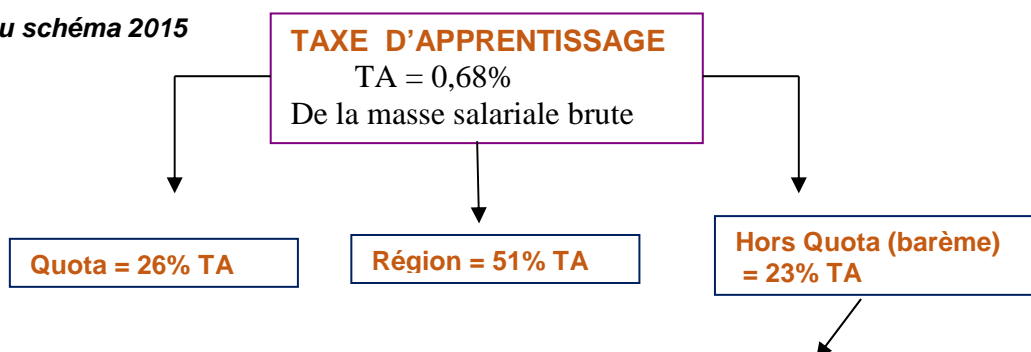 u schéma 2015
TAXE D’APPRENTISSAGE
TA = 0,68%
De la masse salariale brute
Quota = 26% TA
Région = 51% TA
Hors Quota (barème)
= 23% TA